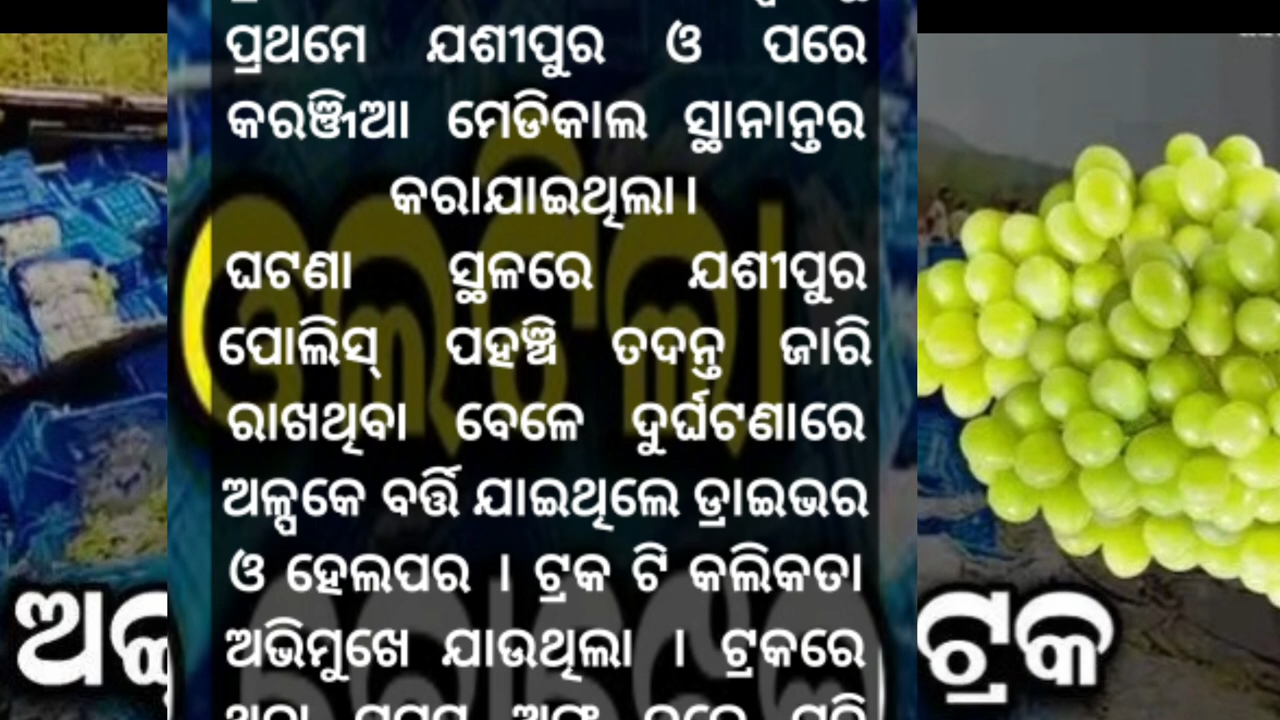 ପ୍ରଥମେ ଯଶୀପୁର ଓ ପରେ
କରଞ୍ଜିଆ ମେଡିକାଲ ସ୍ଥାନାନ୍ତର
କରାଯାଇଥିଲା।
ଘଟଣା ସ୍ଥଳରେ ଯଶୀପୁର
ପୋଲିସ୍ ପହଞ୍ଚି ତଦନ୍ତ ଜାରି
ରାଖଥିବା ବେଳେ ଦୁର୍ଘଟଣାରେ
ଅଳ୍ପକେ ବର୍ତ୍ତି ଯାଇଥିଲେ ଡ୍ରାଇଭର
ଓ ହେଲପର । ଟ୍ରକ ଟି କଲିକତା
ଅଭିମୁଖେ ଯାଉଥିଲା । ଟ୍ରକରେ
ଟ୍ରକ